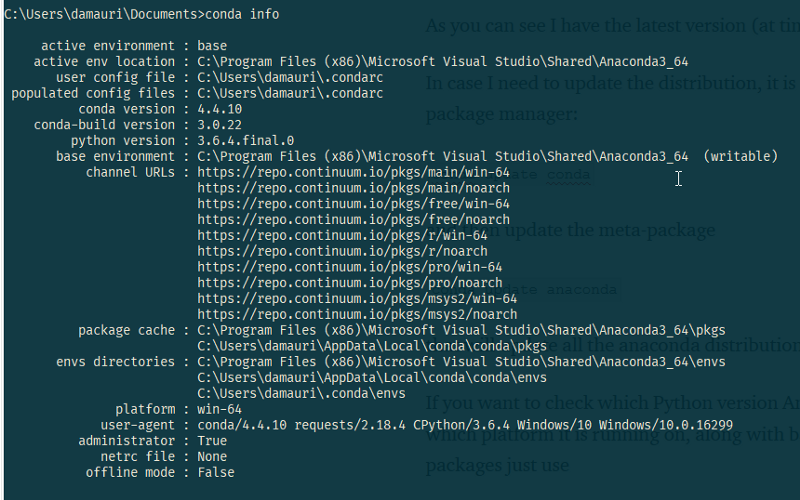 C:\Users\damauri\Documents>conda info
active environment : base
active env location : C:\Program Files (x86)\Microsoft Visual Studio\Shared\Anaconda3_64
user config file : C:\Users\damauri\.condarc
populated config files : C:\Users\damauri\.condarc
conda version : 4.4.10
conda-build version : 3.0.22
python version : 3.6.4.final.0
base environment : C:\Program Files (x86)\Microsoft Visual Studio\Shared\Anaconda3_64  (writable)
channel URLs : https://repo.continuum.io/pkgs/main/win-64
https://repo.continuum.io/pkgs/main/noarch
https://repo.continuum.io/pkgs/free/win-64
https://repo.continuum.io/pkgs/free/noarch
https://repo.continuum.io/pkgs/r/win-64
https://repo.continuum.io/pkgs/r/noarch
https://repo.continuum.io/pkgs/pro/win-64
https://repo.continuum.io/pkgs/pro/noarch
https://repo.continuum.io/pkgs/msys2/win-64
https://repo.continuum.io/pkgs/msys2/noarch
package cache : C:\Program Files (x86)\Microsoft Visual Studio\Shared\Anaconda3_64\pkgs
C:\Users\damauri\AppData\Local\conda\conda\pkgs
envs directories : C:\Program Files (x86)\Microsoft Visual Studio\Shared\Anaconda3_64\envs
C:\Users\damauri\AppData\Local\conda\conda\envs
C:\Users\damauri\.conda\envs
platform : win-64
user-agent : conda/4.4.10 requests/2.18.4 CPython/3.6.4 Windows/10 Windows/10.0.16299
administrator : True
netrc file : None
offline mode : False
As you can see I have the latest version (at tim
In case I need to update the distribution, it is
package manager:
conda
update the meta-package
update anaconda
all the anaconda distribution
If you want to check which Python version An
which platform it is running on, along with b
packages just use